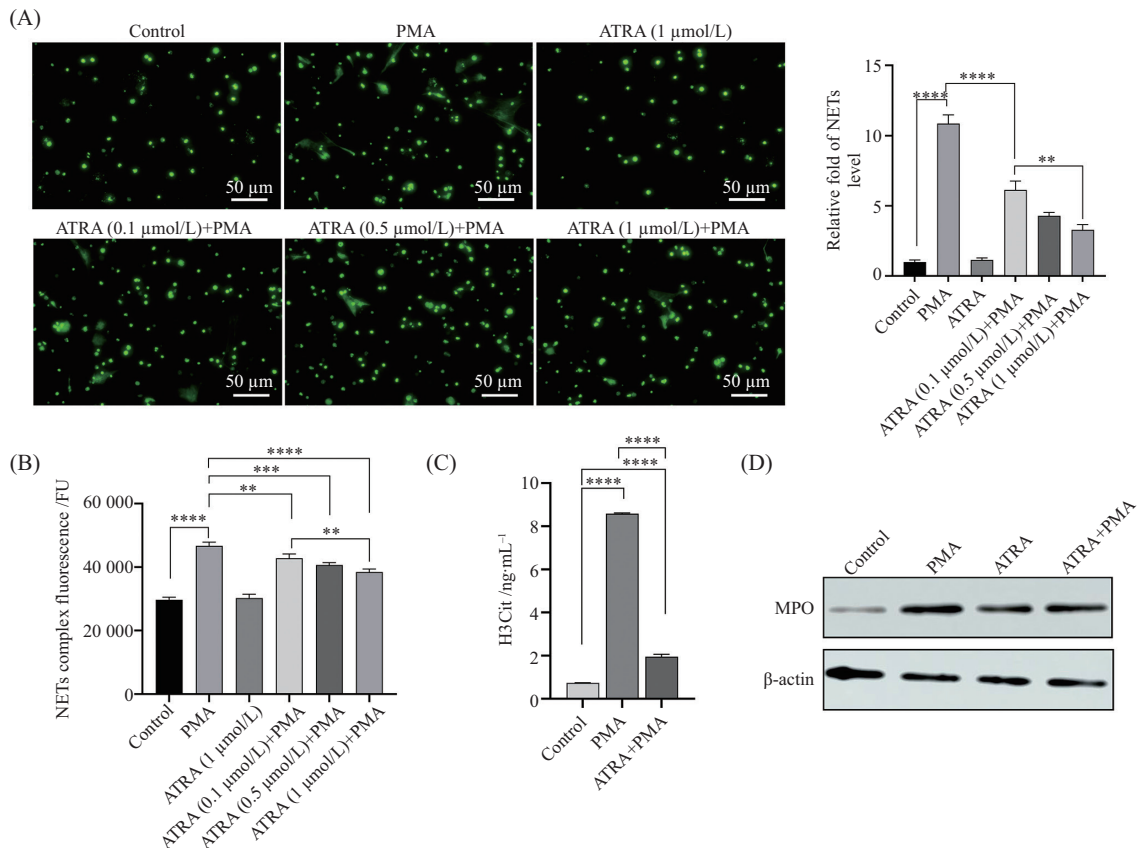 (A)
Control
PMA
ATRA (1 µmol/L)
50 µm
50 µm
50 µm
ATRA (0.1 µmol/L)+PMA
ATRA (0.5 µmol/L)+PMA
ATRA (1 µmol/L)+PMA
50 µm
50 µm
50 µm
Relative fold of NETs
level
15
10
5
0
****
****
**
Control
PMA
ATRA
ATRA (0.1 µmol/L)+PMA
ATRA (0.5 µmol/L)+PMA
ATRA (1 µmol/L)+PMA
(B)
NETs complex fluorescence /FU
60 000
40 000
20 000
0
****
***
**
****
**
Control
PMA
ATRA (1 µmol/L)
ATRA (0.1 µmol/L)+PMA
ATRA (0.5 µmol/L)+PMA
ATRA (1 µmol/L)+PMA
(C)
H3Cit /ng·mL⁻¹
10
8
6
4
2
0
****
****
****
Control
PMA
ATRA+PMA
(D)
Control
PMA
ATRA
ATRA+PMA
MPO
β-actin